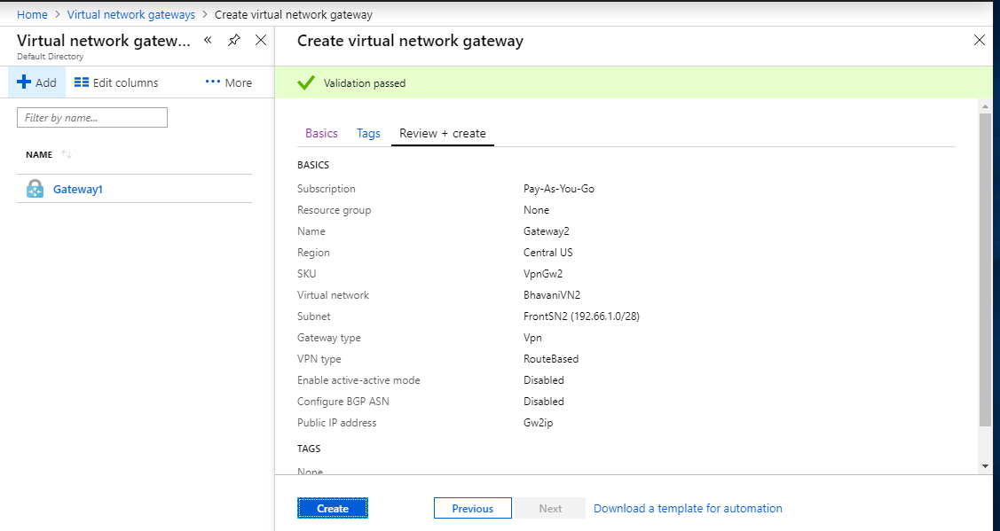 Home > Virtual network gateways > Create virtual network gateway
Virtual network gatew...
Default Directory
Add Edit columns More
Filter by name...
NAME
Gateway1
Create virtual network gateway
Validation passed
Basics Tags Review + create
BASICS
Subscription Pay-As-You-Go
Resource group None
Name Gateway2
Region Central US
SKU VpnGw2
Virtual network BhavaniVN2
Subnet FrontSN2 (192.66.1.0/28)
Gateway type Vpn
VPN type RouteBased
Enable active-active mode Disabled
Configure BGP ASN Disabled
Public IP address Gw2ip
TAGS
None
Create Previous Next Download a template for automation